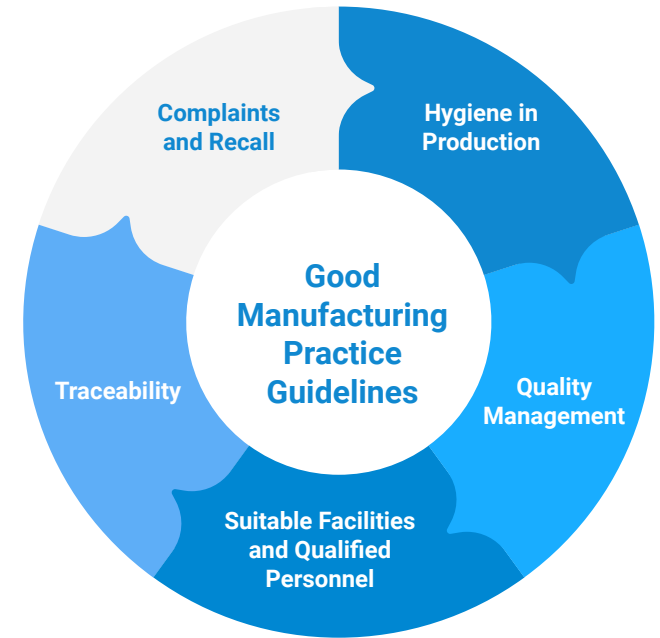 Complaints
and Recall
Hygiene in
Production
Good
Manufacturing
Practice
Guidelines
Traceability
Quality
Management
Suitable Facilities
and Qualified
Personnel